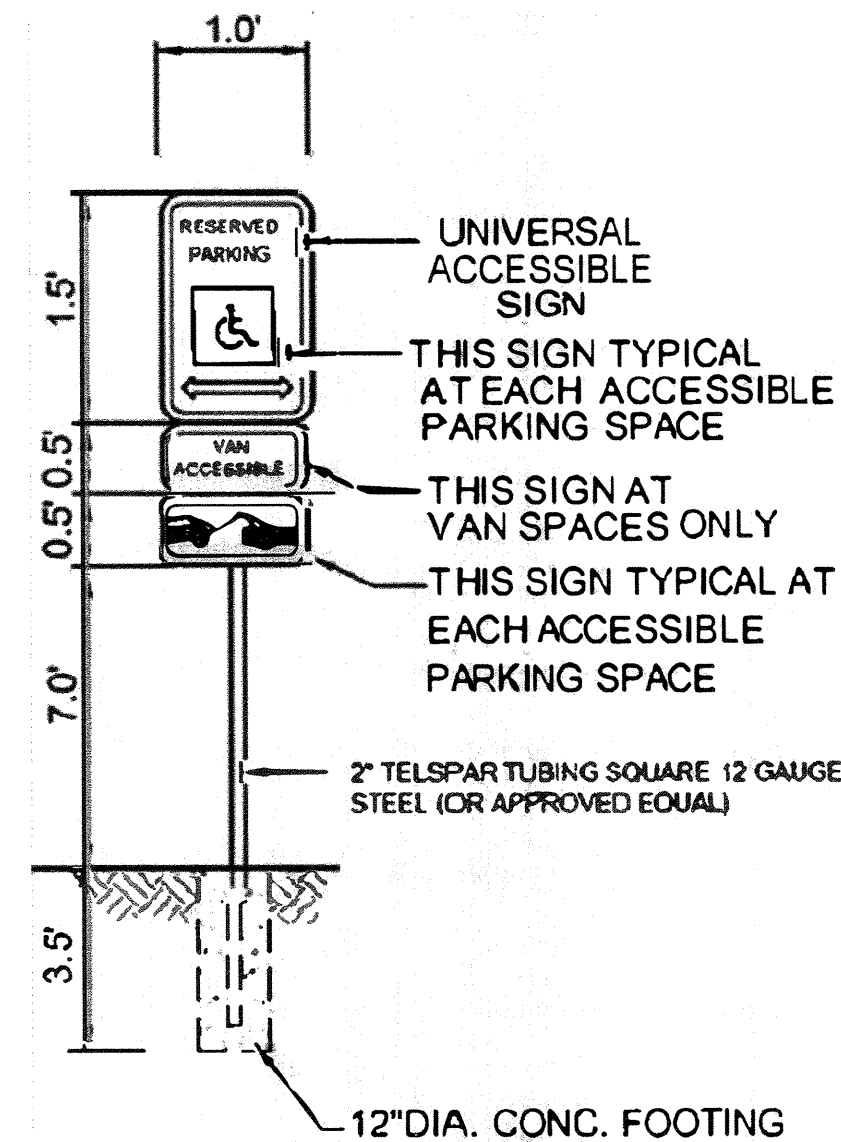 1.0'
RESERVED
PARKING
UNIVERSAL
ACCESSIBLE
SIGN
1.5'
THIS SIGN TYPICAL
AT EACH ACCESSIBLE
PARKING SPACE
VAN
ACCESSIBLE
0.5'
THIS SIGN AT
VAN SPACES ONLY
0.5'
THIS SIGN TYPICAL AT
EACH ACCESSIBLE
PARKING SPACE
7.0'
2" TELSPAR TUBING SQUARE 12 GAUGE
STEEL (OR APPROVED EQUAL)
3.5'
12"DIA. CONC. FOOTING